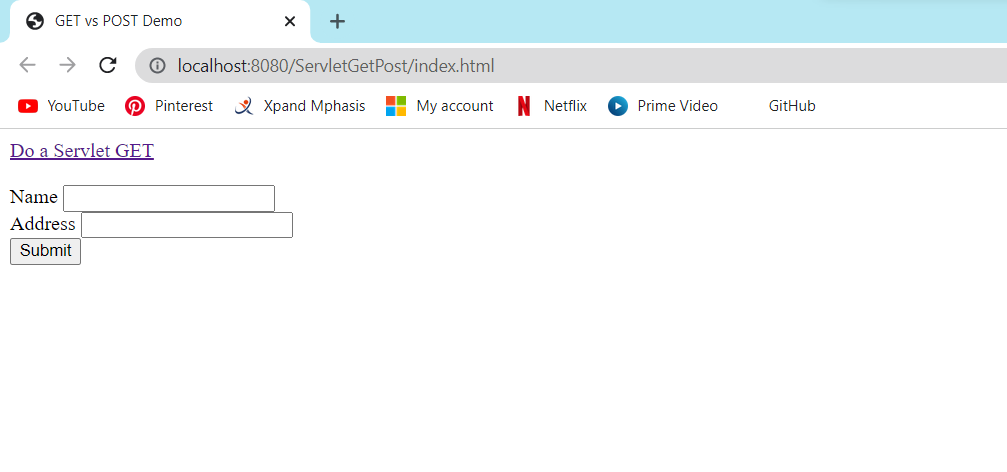 GET vs POST Demo
localhost:8080/ServletGetPost/index.html
YouTube Pinterest Xpand Mphasis My account Netflix Prime Video GitHub
Do a Servlet GET
Name
Address
Submit